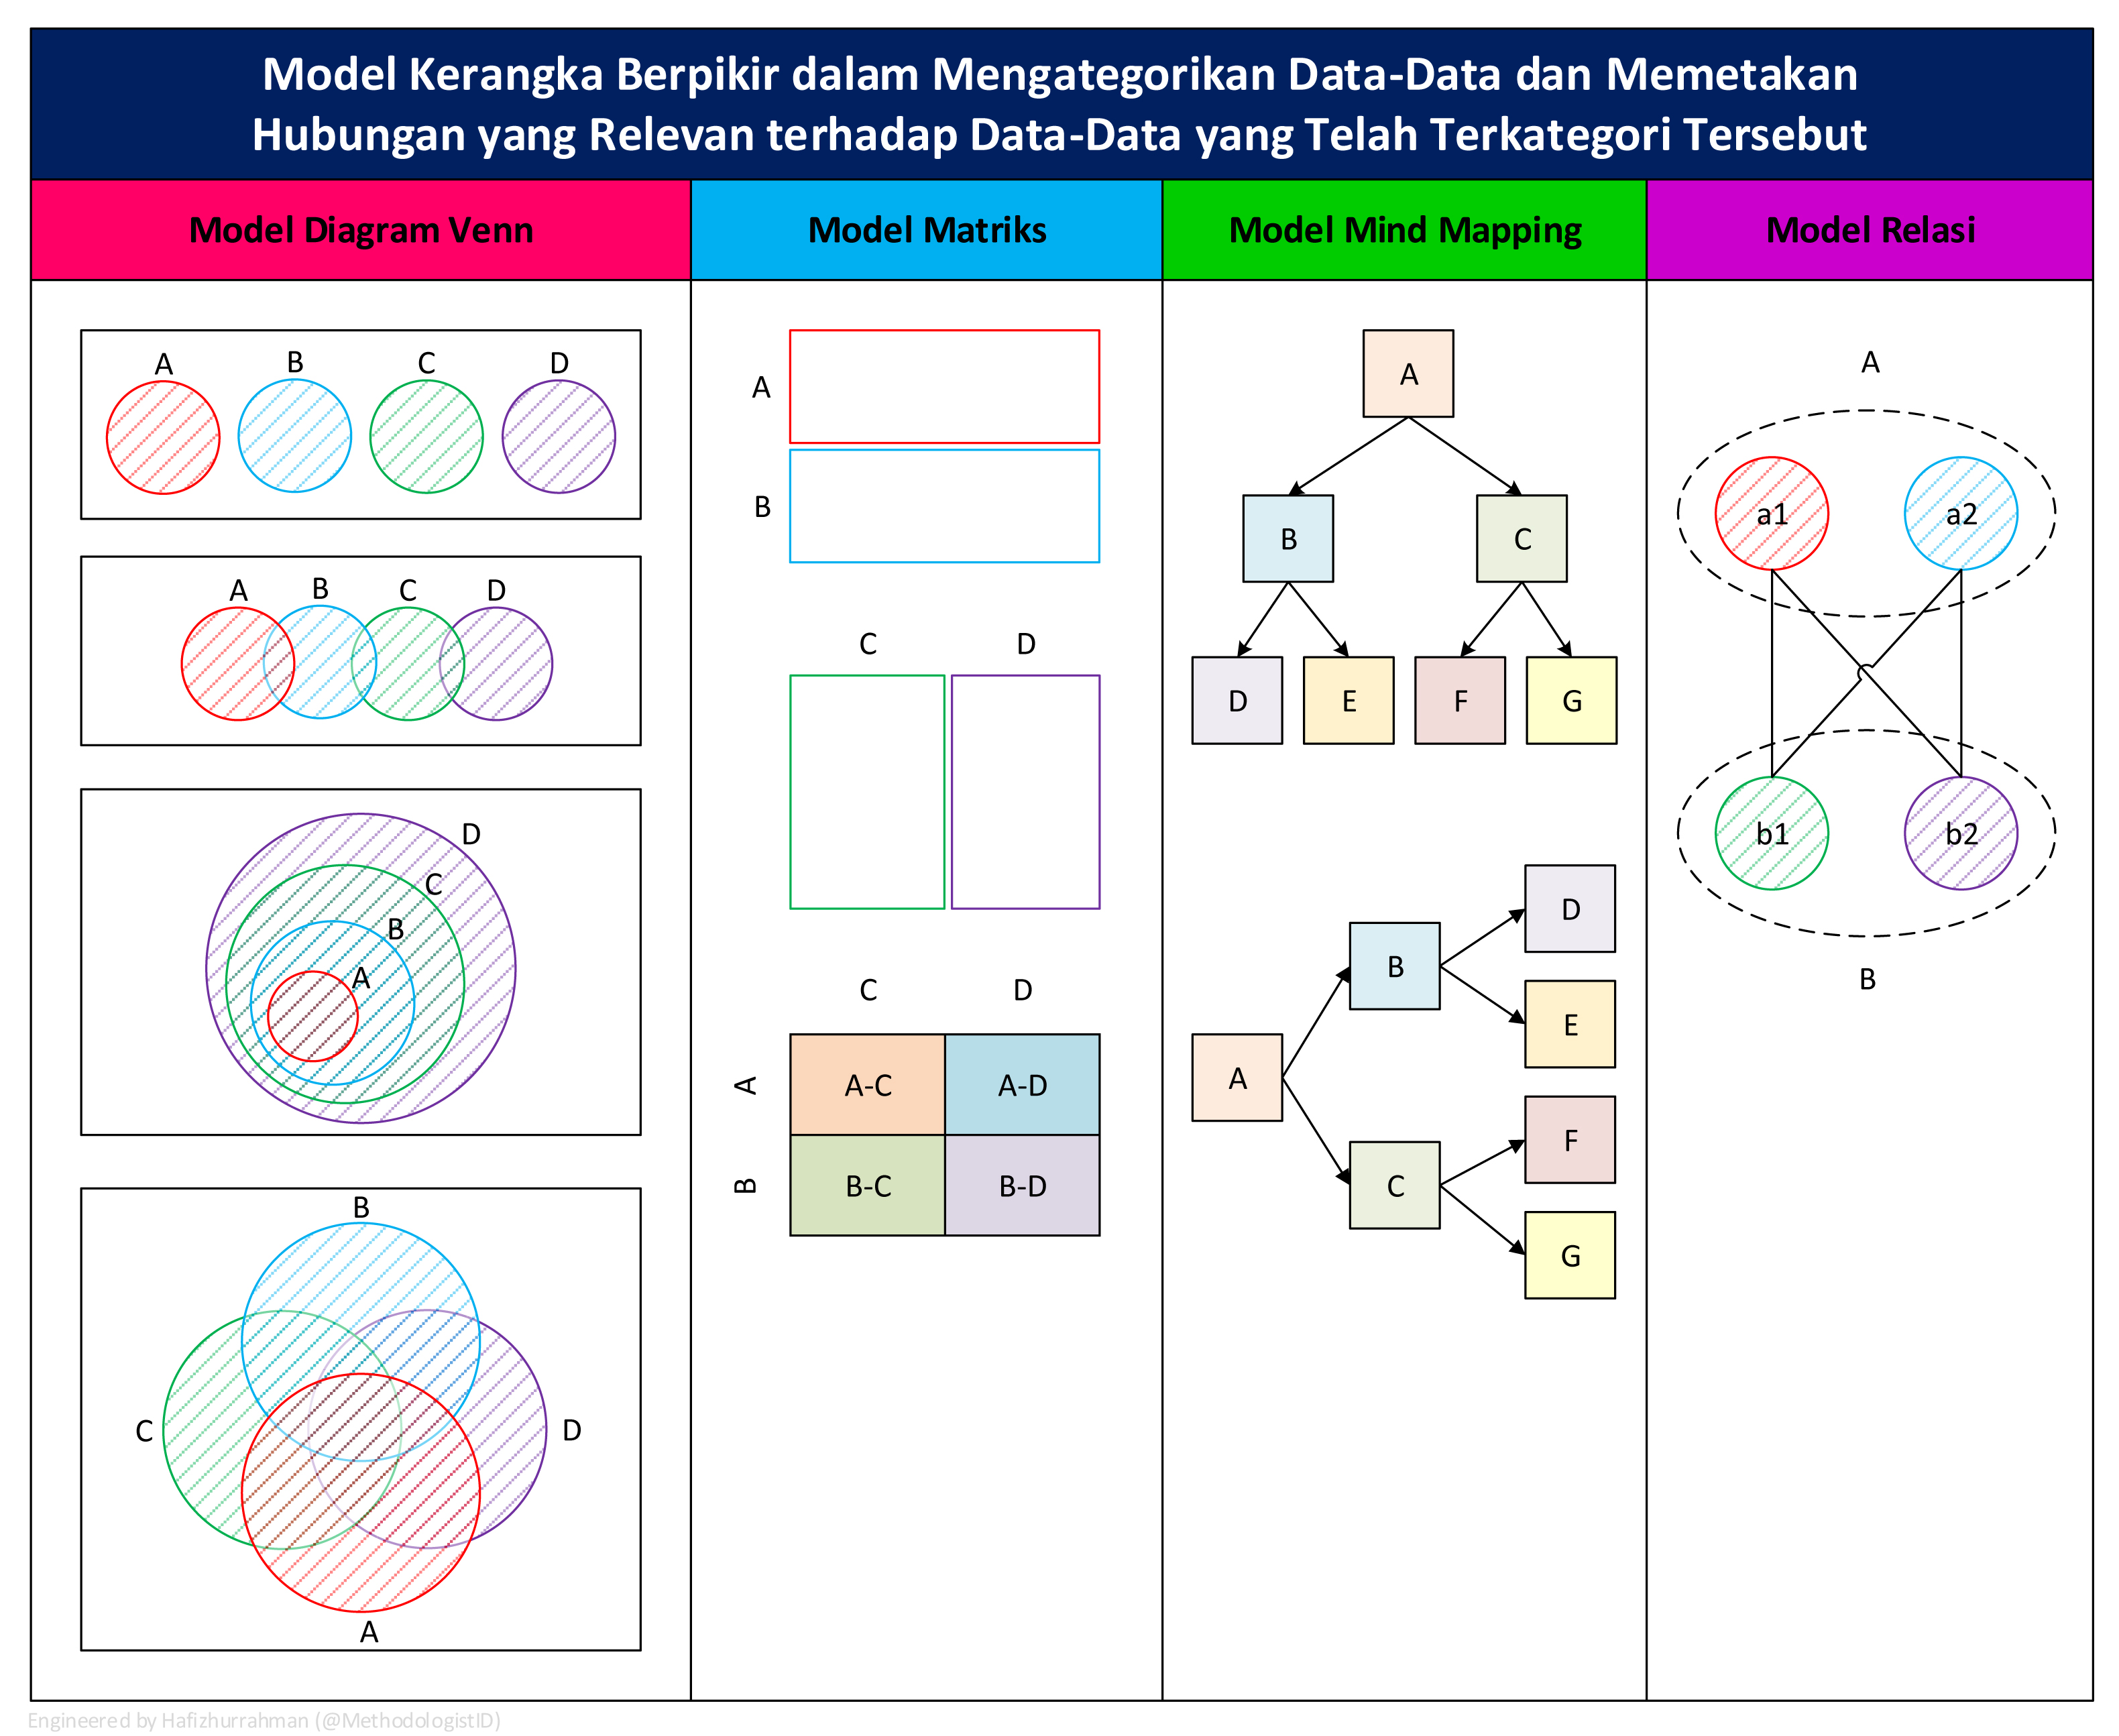 Model Kerangka Berpikir dalam Mengategorikan Data-Data dan Memetakan
Hubungan yang Relevan terhadap Data-Data yang Telah Terkategori Tersebut
Model Diagram Venn
Model Matriks
Model Mind Mapping
Model Relasi
A B C D
A B C D
D
C
B
A
B
C
D
A
A
B
C D
C D
A
A-C A-D
B
B-C B-D
A
B C
D E F G
D
B
E
A
F
C
G
A
a1 a2
b1 b2
B
Engineered by Hafizhurrahman (@MethodologistID)